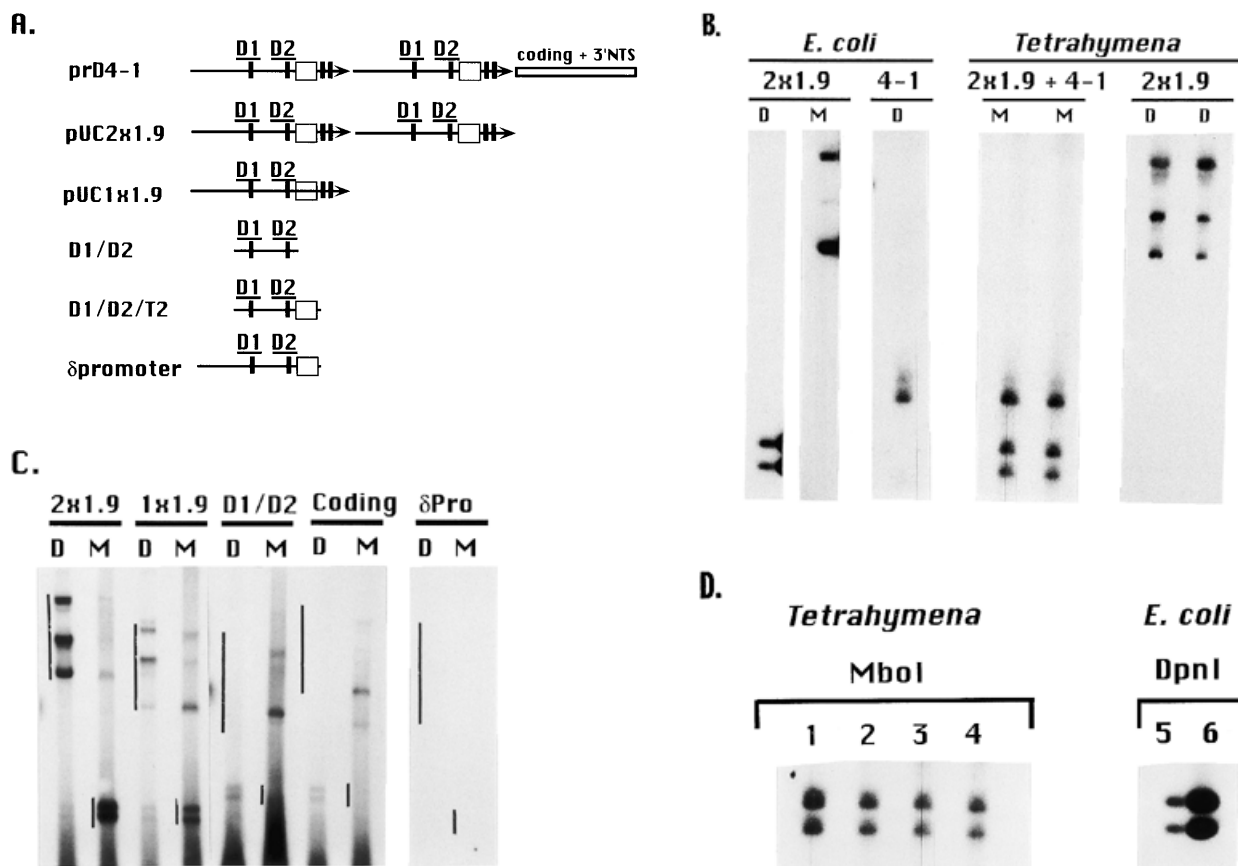 A.
D1 D2 D1 D2 coding + 3'NTS
prD4-1
D1 D2 D1 D2
pUC2x1.9
D1 D2
pUC1x1.9
D1 D2
D1/D2
D1 D2
D1/D2/T2
D1 D2
δpromoter
B.
E. coli Tetrahymena
2x1.9 4-1 2x1.9 + 4-1 2x1.9
D M D M M D D
C.
2x1.9 1x1.9 D1/D2 Coding δPro
D M D M D M D M D M
D.
Tetrahymena E. coli
MboI DpnI
1 2 3 4 5 6